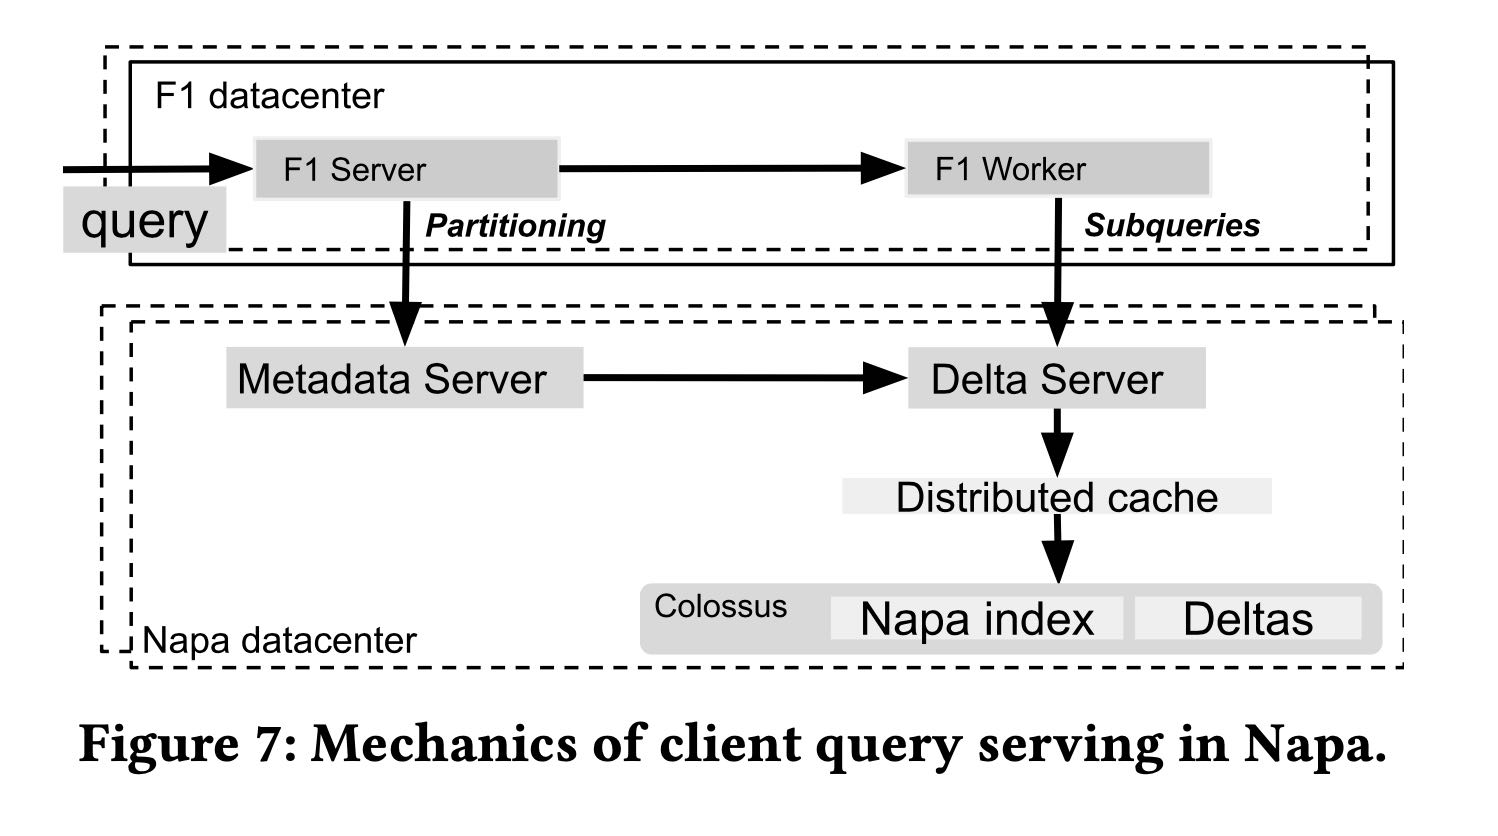 F1 datacenter
F1 Server
F1 Worker
query
Partitioning
Subqueries
Metadata Server
Delta Server
Distributed cache
Colossus
Napa index
Deltas
Napa datacenter
Figure 7: Mechanics of client query serving in Napa.